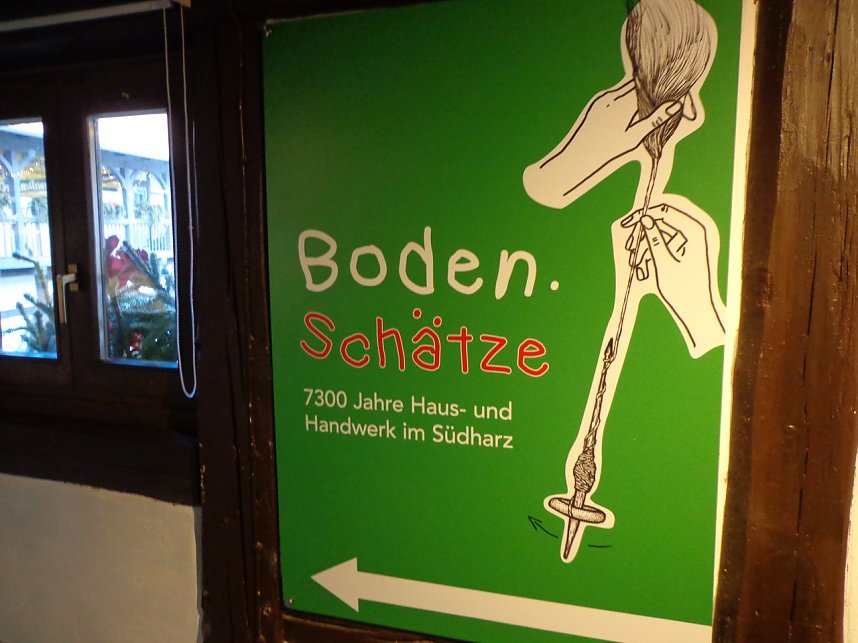 Boden.
Schätze
7300 Jahre Haus- und
Handwerk im Südharz